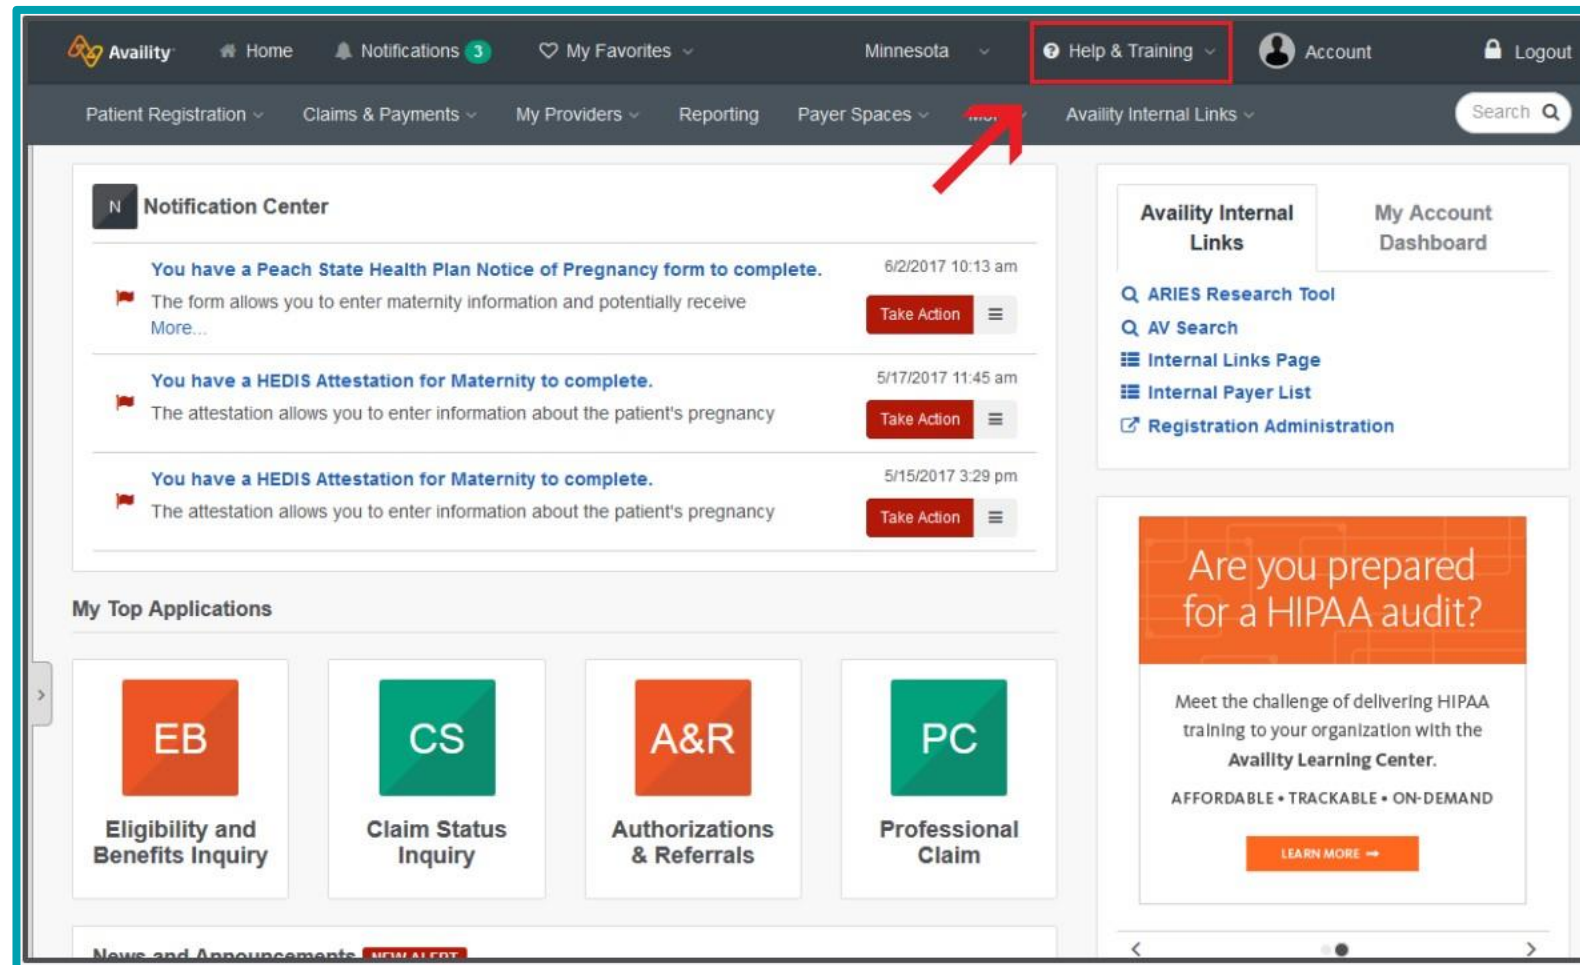 Availity Home Notifications 3 My Favorites Minnesota Help & Training Account Logout
Patient Registration Claims & Payments My Providers Reporting Payer Spaces Availity Internal Links Search
N Notification Center
You have a Peach State Health Plan Notice of Pregnancy form to complete. 6/2/2017 10:13 am
The form allows you to enter maternity information and potentially receive
More...
Take Action
You have a HEDIS Attestation for Maternity to complete. 5/17/2017 11:45 am
The attestation allows you to enter information about the patient's pregnancy
Take Action
You have a HEDIS Attestation for Maternity to complete. 5/15/2017 3:29 pm
The attestation allows you to enter information about the patient's pregnancy
Take Action
My Top Applications
EB
Eligibility and
Benefits Inquiry
CS
Claim Status
Inquiry
A&R
Authorizations
& Referrals
PC
Professional
Claim
News and Announcements NEW ALERT
Availity Internal
Links
My Account
Dashboard
ARIES Research Tool
AV Search
Internal Links Page
Internal Payer List
Registration Administration
Are you prepared
for a HIPAA audit?
Meet the challenge of delivering HIPAA
training to your organization with the
Availity Learning Center.
AFFORDABLE • TRACKABLE • ON-DEMAND
LEARN MORE →